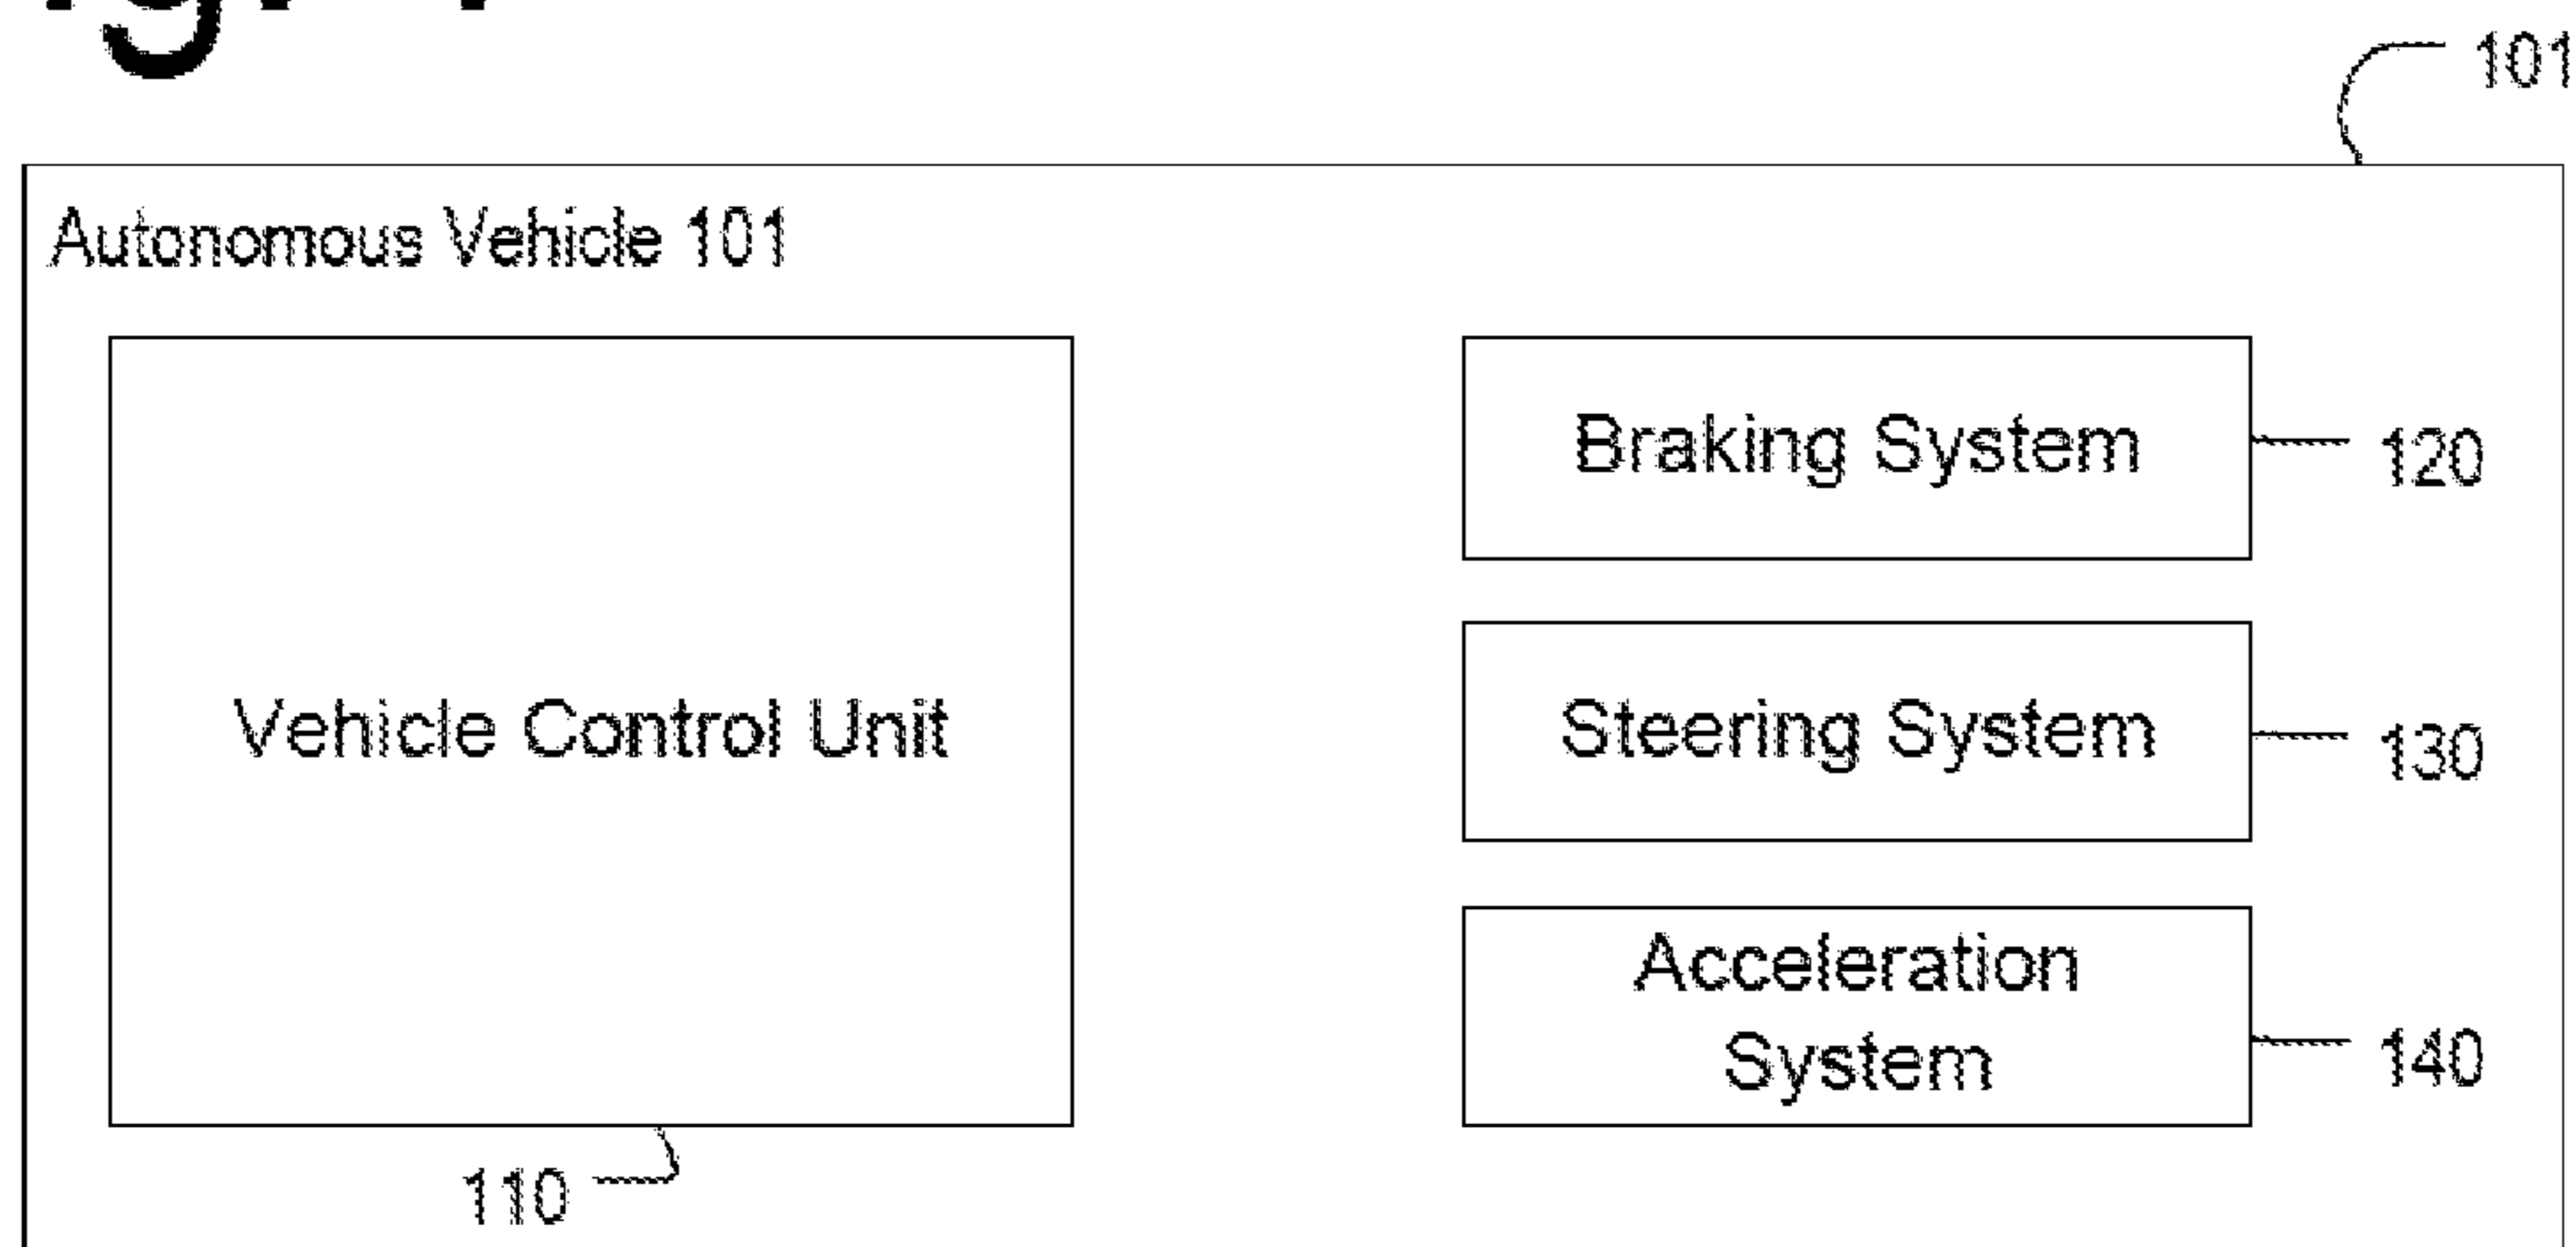 101
Autonomous Vehicle 101
Braking System
120
Vehicle Control Unit
Steering System
130
Acceleration
System
140
110